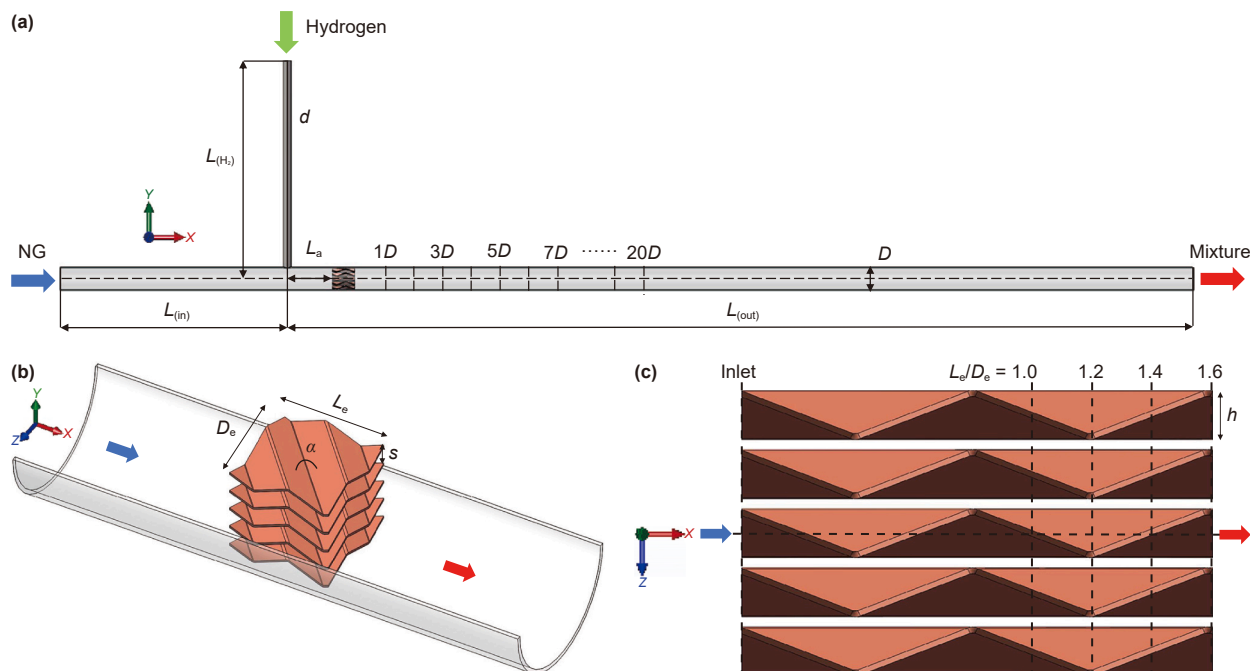 (a)
Hydrogen
d
L(H₂)
Y
X
NG
La
1D 3D 5D 7D ······ 20D
D
Mixture
L(in)
L(out)
(b)
Y
X
Z
Le
De
α
s
(c)
Inlet
Le/De = 1.0 1.2 1.4 1.6
h
X
Z